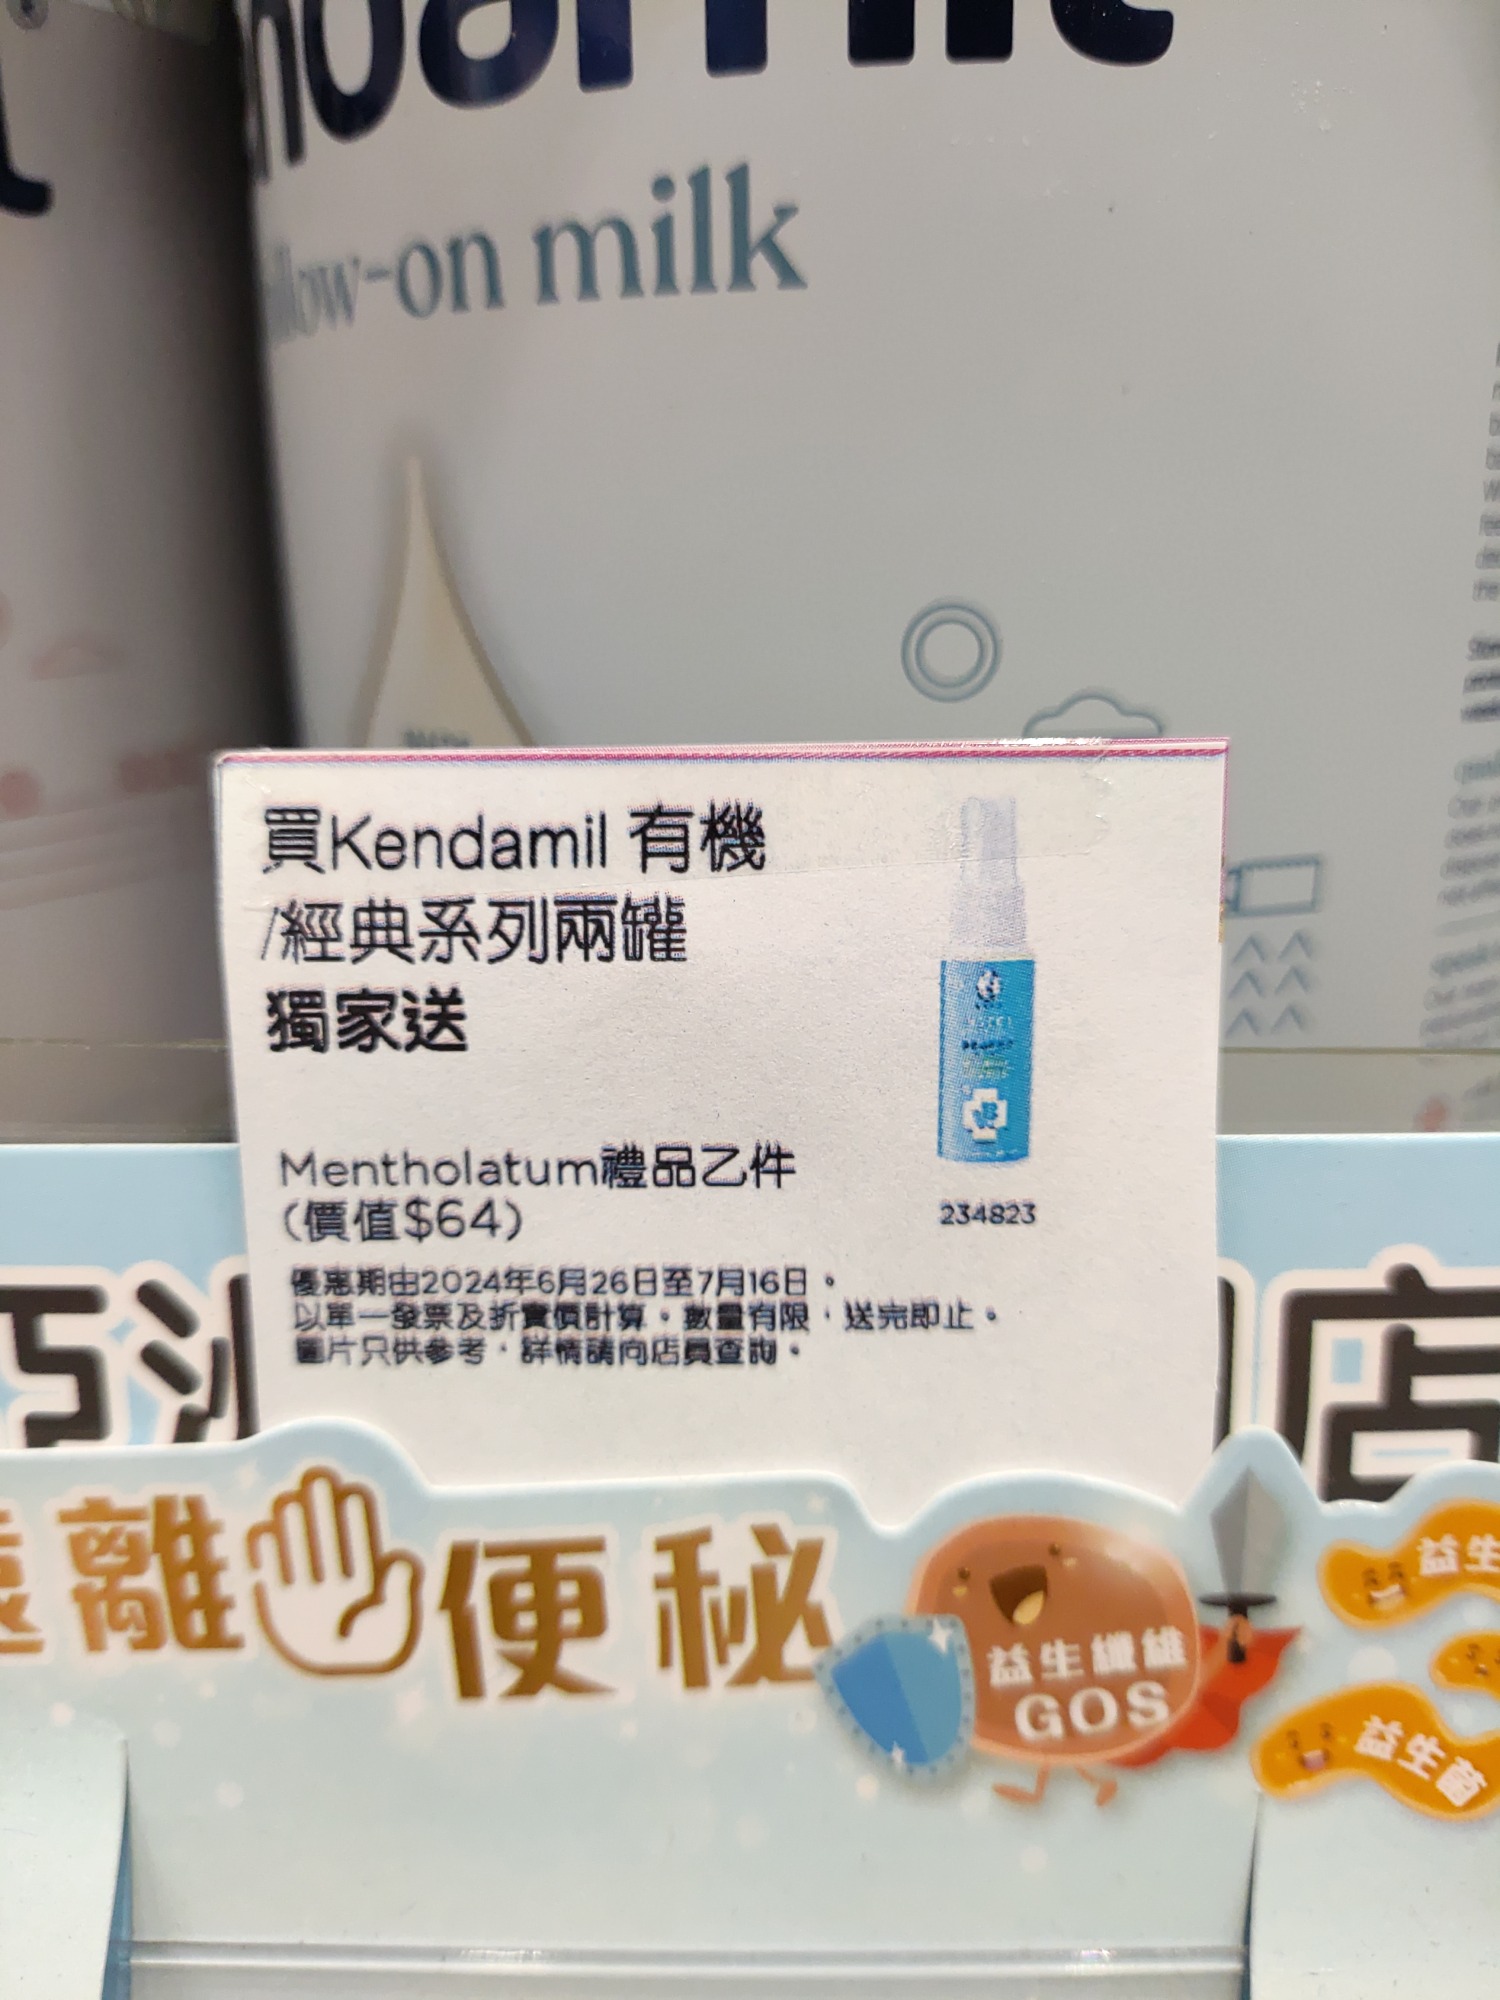 milk
買Kendamil 有機
/經典系列兩罐
獨家送
Mentholatum禮品乙件
(價值$64)
234823
優惠期由2024年6月26日至7月16日。
以單一發票及折實價計算。數量有限，送完即止。
圖片只供參考，詳情請向店員查詢。
離 便秘
益生纖維
GOS
益生
益生菌